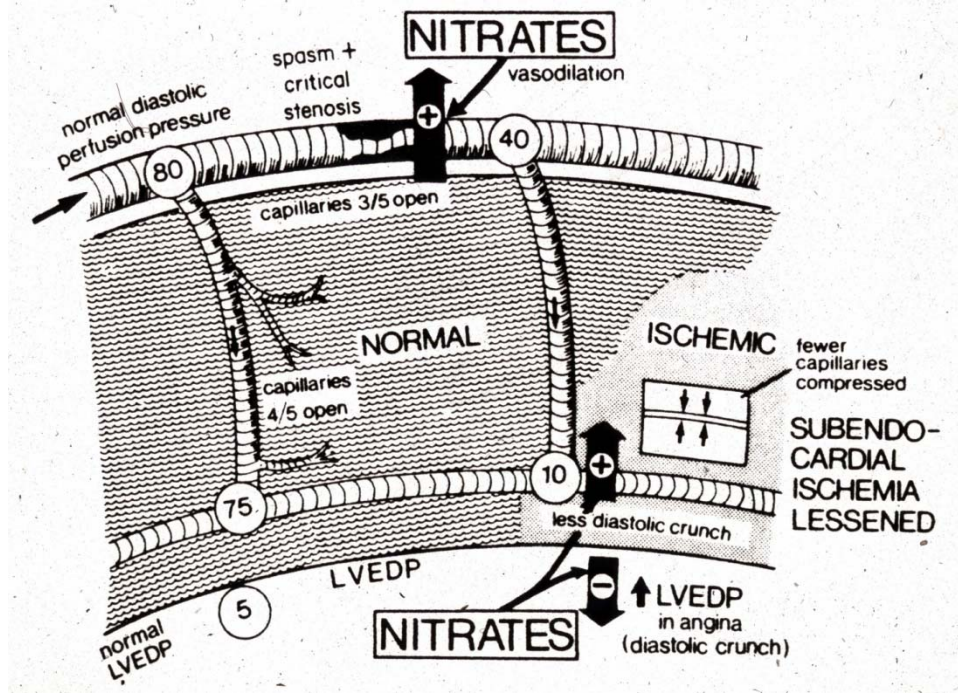 NITRATES
vasodilation
spasm +
critical
stenosis
normal diastolic
perfusion pressure
80
+
40
capillaries 3/5 open
NORMAL
capillaries
4/5 open
ISCHEMIC
fewer
capillaries
compressed
SUBENDO-
CARDIAL
ISCHEMIA
LESSENED
75
10
+
less diastolic crunch
LVEDP
5
normal
LVEDP
NITRATES
−
↑ LVEDP
in angina
(diastolic crunch)